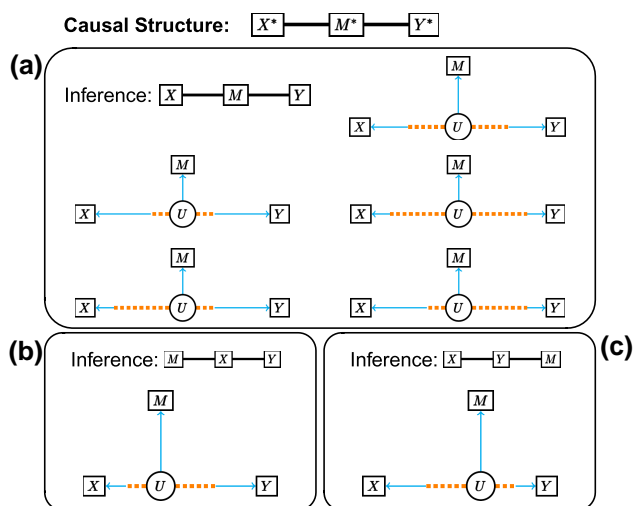 Causal Structure: X* M* Y*
(a)
Inference: X M Y
M
X U Y
M
X U Y
M
X U Y
M
X U Y
M
X U Y
(b)
Inference: M X Y
M
X U Y
(c)
Inference: X Y M
M
X U Y